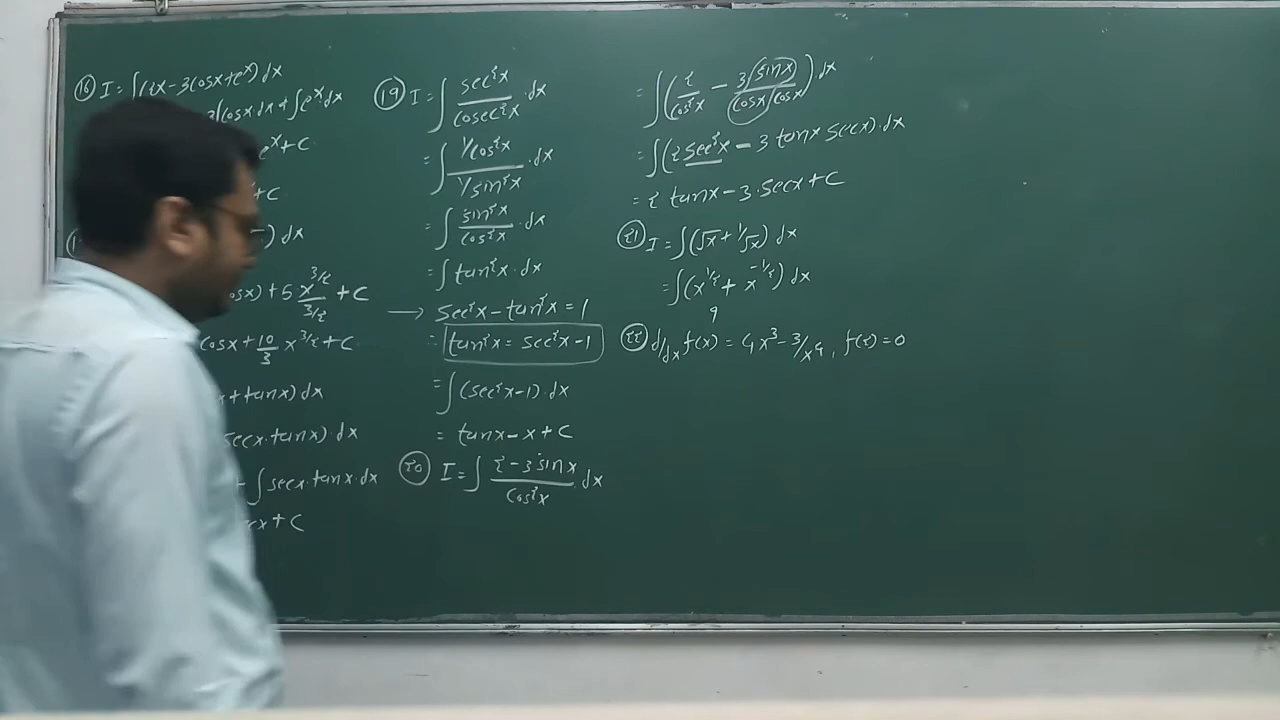 (16) I = ∫(2x - 3cosx + e^x) dx
3∫cosx dx + ∫e^x dx
e^x + C
+ C
) dx
cosx) + 5 x^{3/2}/(3/2) + C
cosx + 10/3 x^{3/2} + C
x + tanx) dx
secx.tanx).dx
+ ∫secx.tanx.dx
secx + C
(19) I = ∫ sec²x/cosec²x .dx
= ∫ (1/cos²x)/(1/sin²x) .dx
= ∫ sin²x/cos²x .dx
= ∫tan²x.dx
→ sec²x - tan²x = 1
tan²x = sec²x - 1
= ∫(sec²x - 1).dx
= tanx - x + C
(20) I = ∫ (2 - 3sinx)/cos²x .dx
= ∫(2/cos²x - 3(sinx)/(cosx/cosx)).dx
= ∫(2sec²x - 3 tanx secx).dx
= 2 tanx - 3.secx + C
(21) I = ∫(√x + 1/√x) dx
= ∫(x^{1/2} + x^{-1/2}) dx
9
(22) d/dx f(x) = 4x³ - 3/x⁴, f(2) = 0